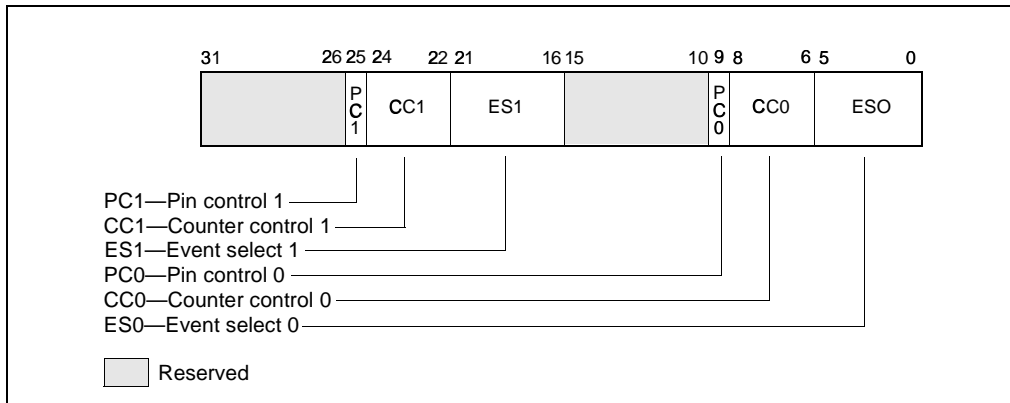 31 26 25 24 22 21 16 15 10 9 8 6 5 0
PC1 CC1 ES1 PC0 CC0 ESO
PC1—Pin control 1
CC1—Counter control 1
ES1—Event select 1
PC0—Pin control 0
CC0—Counter control 0
ES0—Event select 0
Reserved